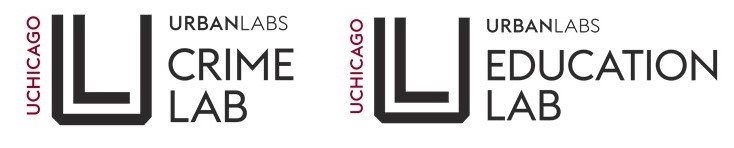 UCHICAGO
URBANLABS
CRIME
LAB
UCHICAGO
URBANLABS
EDUCATION
LAB